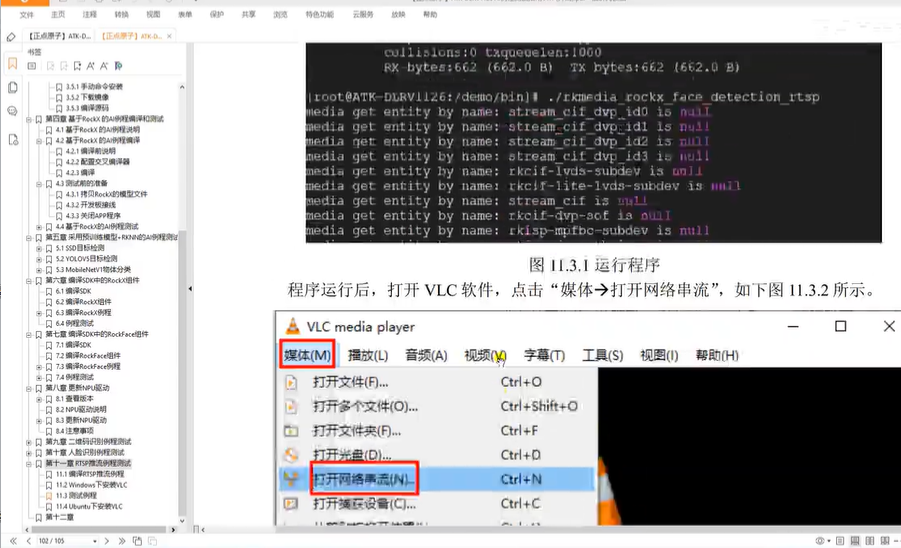 文件 主页 注释 转换 视图 表单 保护 共享 浏览 特色功能 云服务 放映 帮助
【正点原子】ATK-D... 【正点原子】ATK-D...
书签
3.5.1 手动命令安装
3.5.2 下载镜像
3.5.3 编译源码
第四章 基于RockX 的AI例程编译和测试
4.1 基于RockX 的AI例程说明
4.2 基于RockX 的AI例程编译
4.2.1 编译前说明
4.2.2 配置交叉编译器
4.2.3 编译
4.3 测试前的准备
4.3.1 拷贝RockX的模型文件
4.3.2 开发板接线
4.3.3 关闭APP程序
4.4 基于RockX的AI例程测试
第五章 采用预训练模型+RKNN的AI例程测试
5.1 SSD目标检测
5.2 YOLOV5目标检测
5.3 MobileNetV1物体分类
第六章 编译SDK中的RockX组件
6.1 编译SDK
6.2 编译RockX组件
6.3 编译RockX例程
6.4 例程测试
第七章 编译SDK中的RockFace组件
7.1 编译SDK
7.2 编译RockFace组件
7.3 编译RockFace例程
7.4 例程测试
第八章 更新NPU驱动
8.1 查看版本
8.2 NPU驱动说明
8.3 更新NPU驱动
8.4 注意事项
第九章 二维码识别例程测试
第十章 人脸识别例程测试
第十一章 RTSP推流例程测试
11.1 编译RTSP推流例程
11.2 Windows下安装VLC
11.3 测试例程
11.4 Ubuntu下安装VLC
第十二章
102 / 105
collisions:0 txqueuelen:1000
RX bytes:662 (662.0 B) TX bytes:662 (662.0 B)
[root@ATK-DLRV1126:/demo/bin]# ./rkmedia_rockx_face_detection_rtsp
media get entity by name: stream_cif_dvp_id0 is null
media get entity by name: stream_cif_dvp_id1 is null
media get entity by name: stream_cif_dvp_id2 is null
media get entity by name: stream_cif_dvp_id3 is null
media get entity by name: rkcif-lvds-subdev is null
media get entity by name: rkcif-lite-lvds-subdev is null
media get entity by name: stream_cif is null
media get entity by name: rkcif-dvp-sof is null
media get entity by name: rkisp-mpfbc-subdev is null
图 11.3.1 运行程序
程序运行后，打开 VLC 软件，点击“媒体→打开网络串流”，如下图 11.3.2 所示。
VLC media player
媒体(M) 播放(L) 音频(A) 视频(V) 字幕(T) 工具(S) 视图(I) 帮助(H)
打开文件(F)... Ctrl+O
打开多个文件(O)... Ctrl+Shift+O
打开文件夹(F)... Ctrl+F
打开光盘(D)... Ctrl+D
打开网络串流(N)... Ctrl+N
打开捕获设备(C)... Ctrl+C